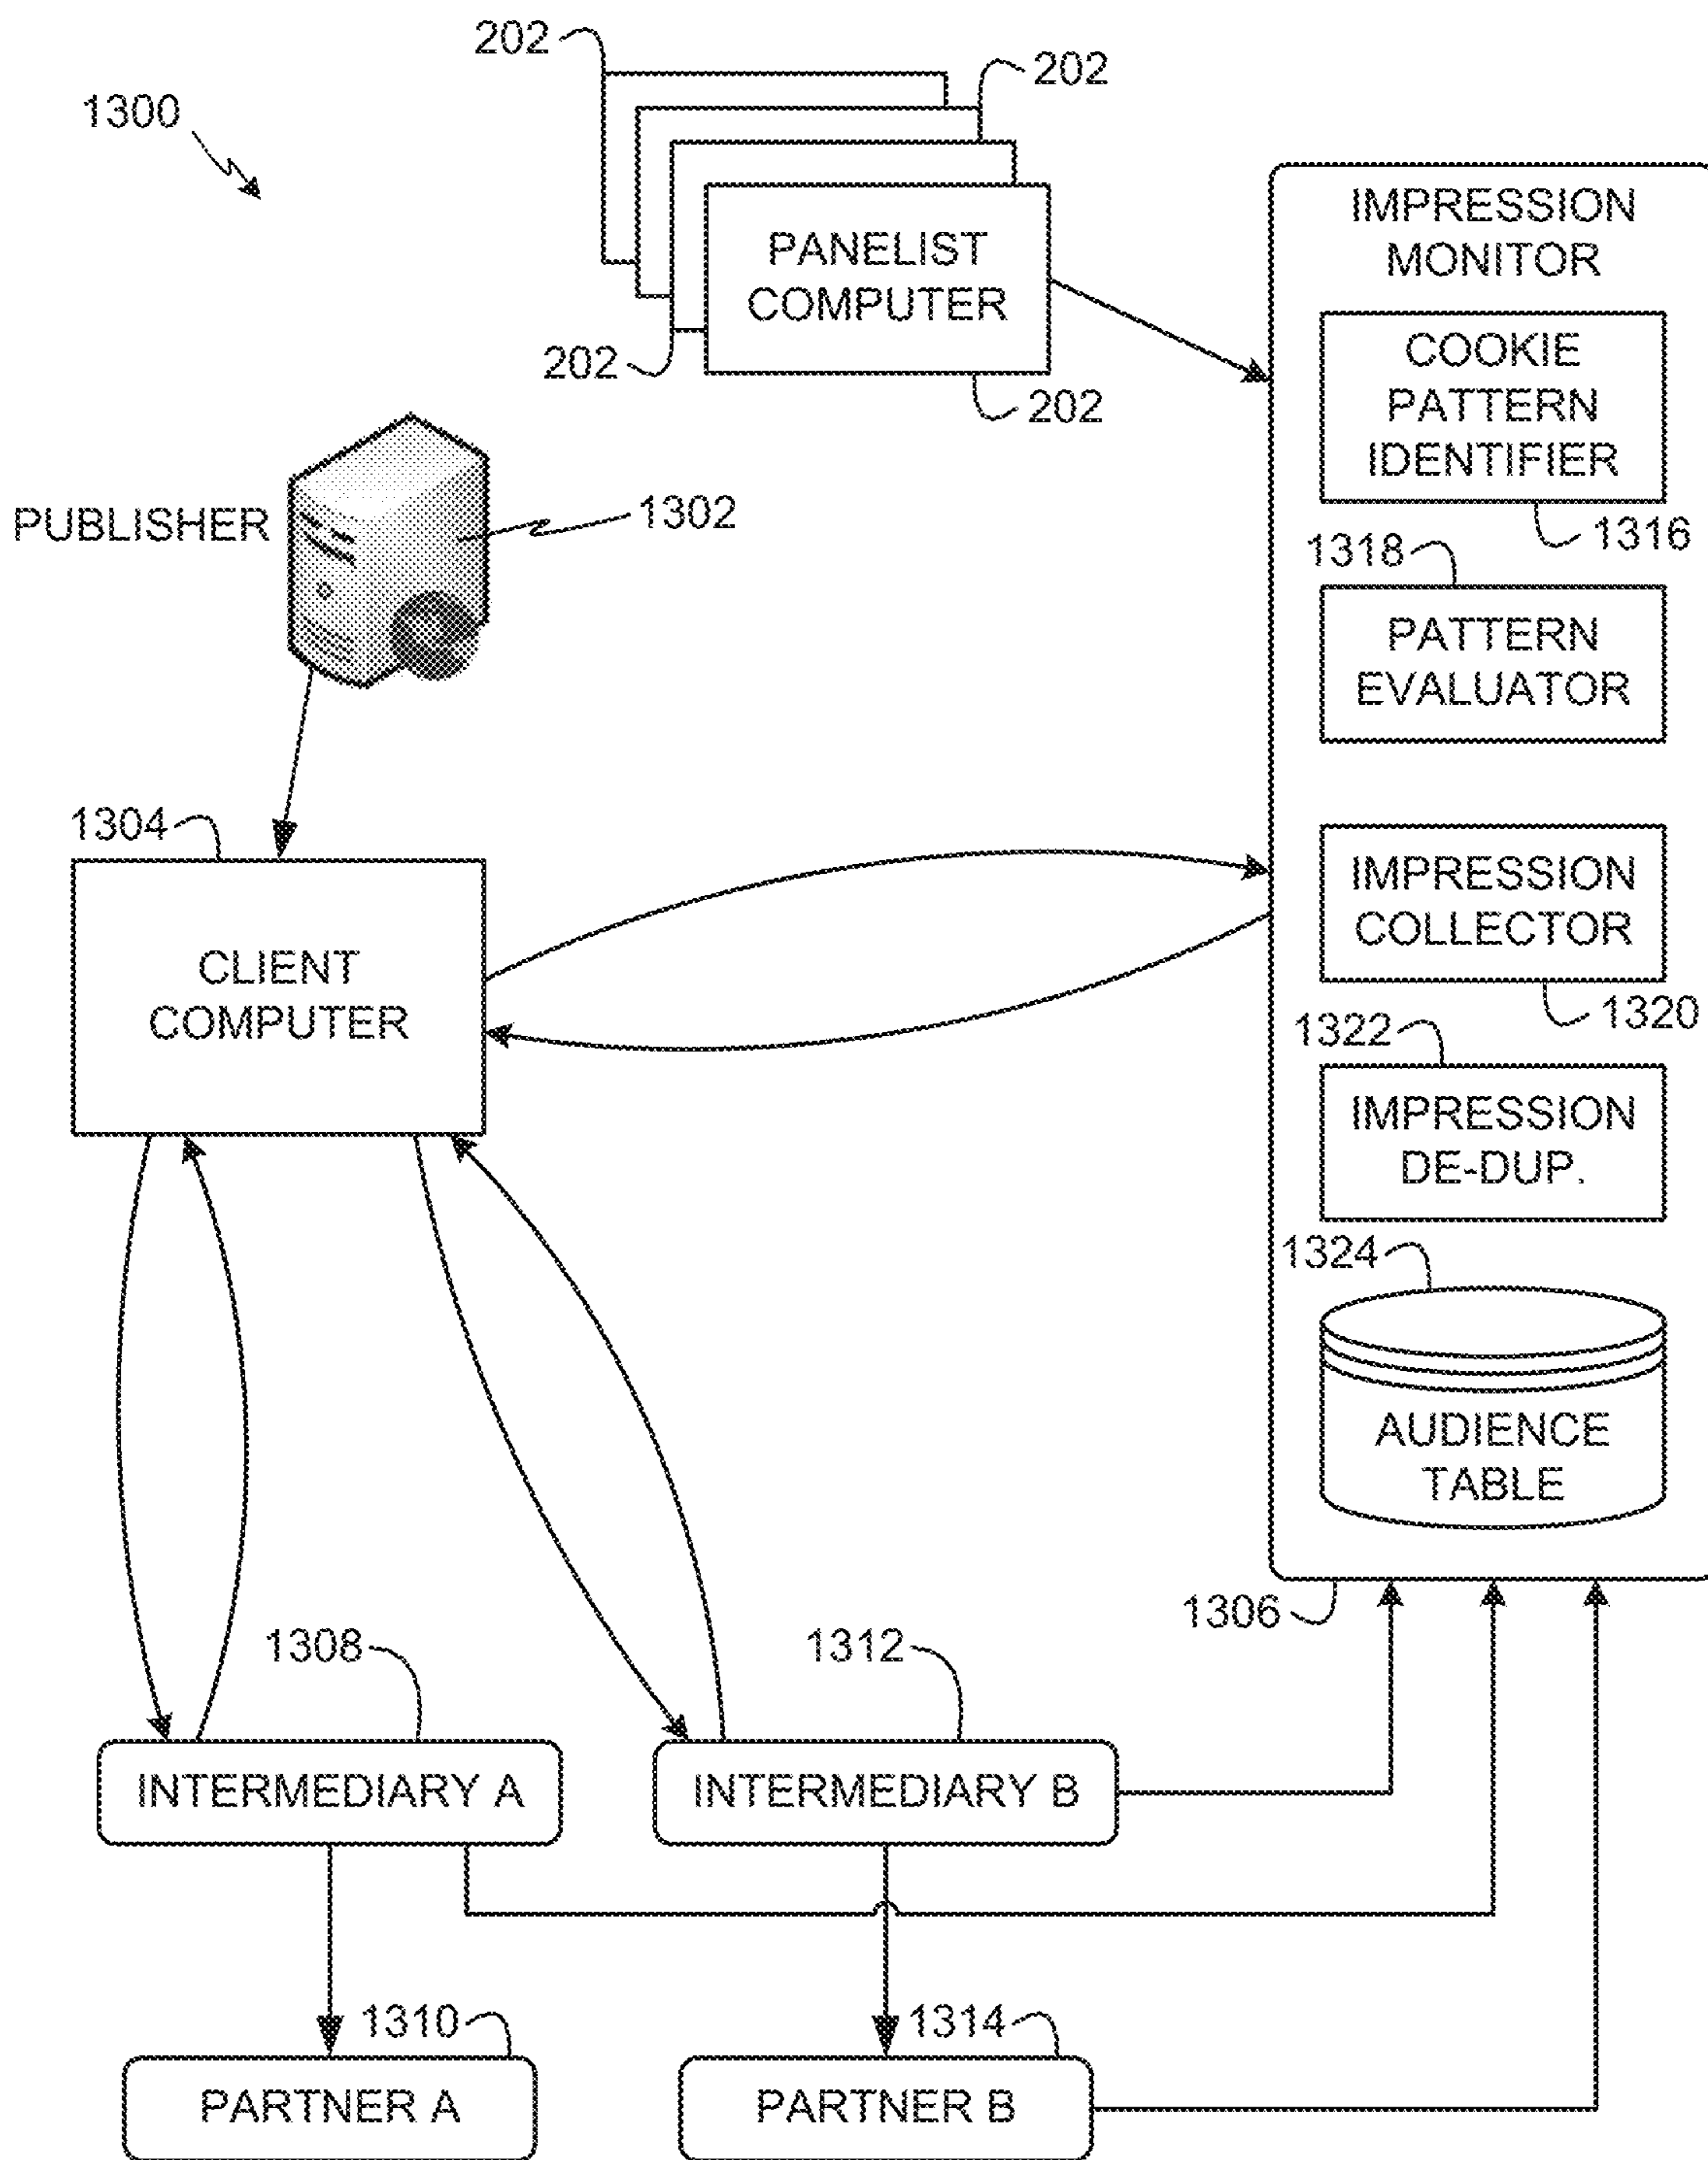 202
202
1300
PANELIST
COMPUTER
202
202
IMPRESSION
MONITOR
COOKIE
PATTERN
IDENTIFIER
1316
PUBLISHER
1302
1318
PATTERN
EVALUATOR
1304
CLIENT
COMPUTER
IMPRESSION
COLLECTOR
1320
1322
IMPRESSION
DE-DUP.
1324
AUDIENCE
TABLE
1306
1308
1312
INTERMEDIARY A
INTERMEDIARY B
1310
1314
PARTNER A
PARTNER B